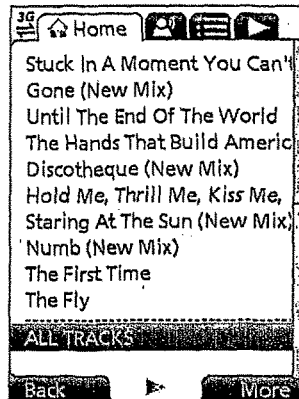 3G
Home
Stuck In A Moment You Can't
Gone (New Mix)
Until The End Of The World
The Hands That Build Americ
Discotheque (New Mix)
Hold Me, Thrill Me, Kiss Me,
Staring At The Sun (New Mix)
Numb (New Mix)
The First Time
The Fly
ALL TRACKS
Back
More